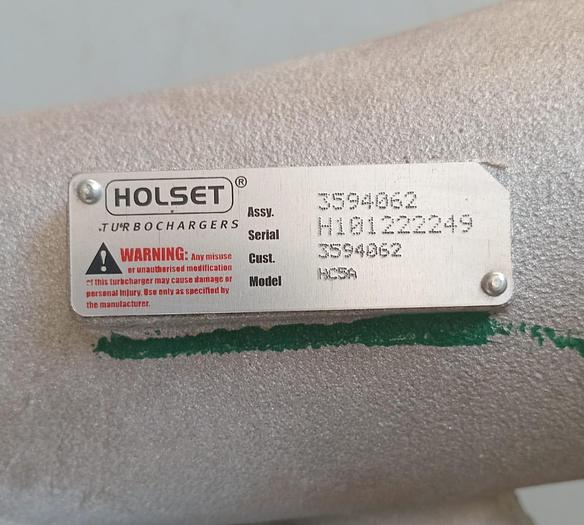 HOLSET®
TURBOCHARGERS
WARNING: Any misuse
or unauthorised modification
of this turbocharger may cause damage or
personal injury. Use only as specified by
the manufacturer.
Assy. 3594062
Serial H101222249
Cust. 3594062
Model HC5A